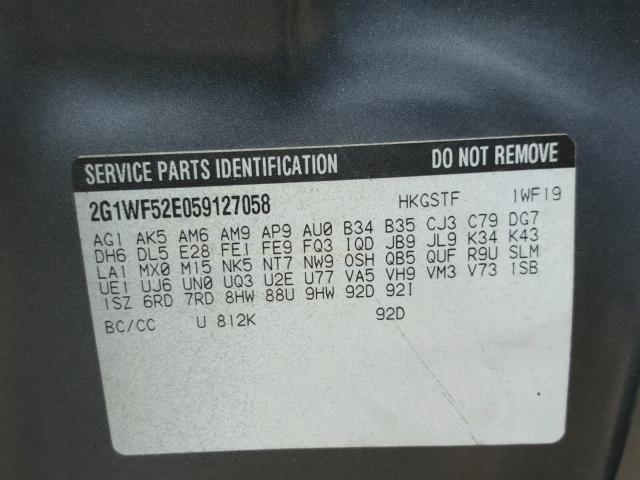 SERVICE PARTS IDENTIFICATION DO NOT REMOVE
2G1WF52E059127058 HKGSTF 1WF19
AG1 AK5 AM6 AM9 AP9 AU0 B34 B35 CJ3 C79 DG7
DH6 DL5 E28 FE1 FE9 FQ3 IQD JB9 JL9 K34 K43
LA1 MX0 M15 NK5 NT7 NW9 OSH QB5 QUF R9U SLM
UE1 UJ6 UN0 UQ3 U2E U77 VA5 VH9 VM3 V73 1SB
1SZ 6RD 7RD 8HW 88U 9HW 92D 92I
BC/CC U 812K 92D